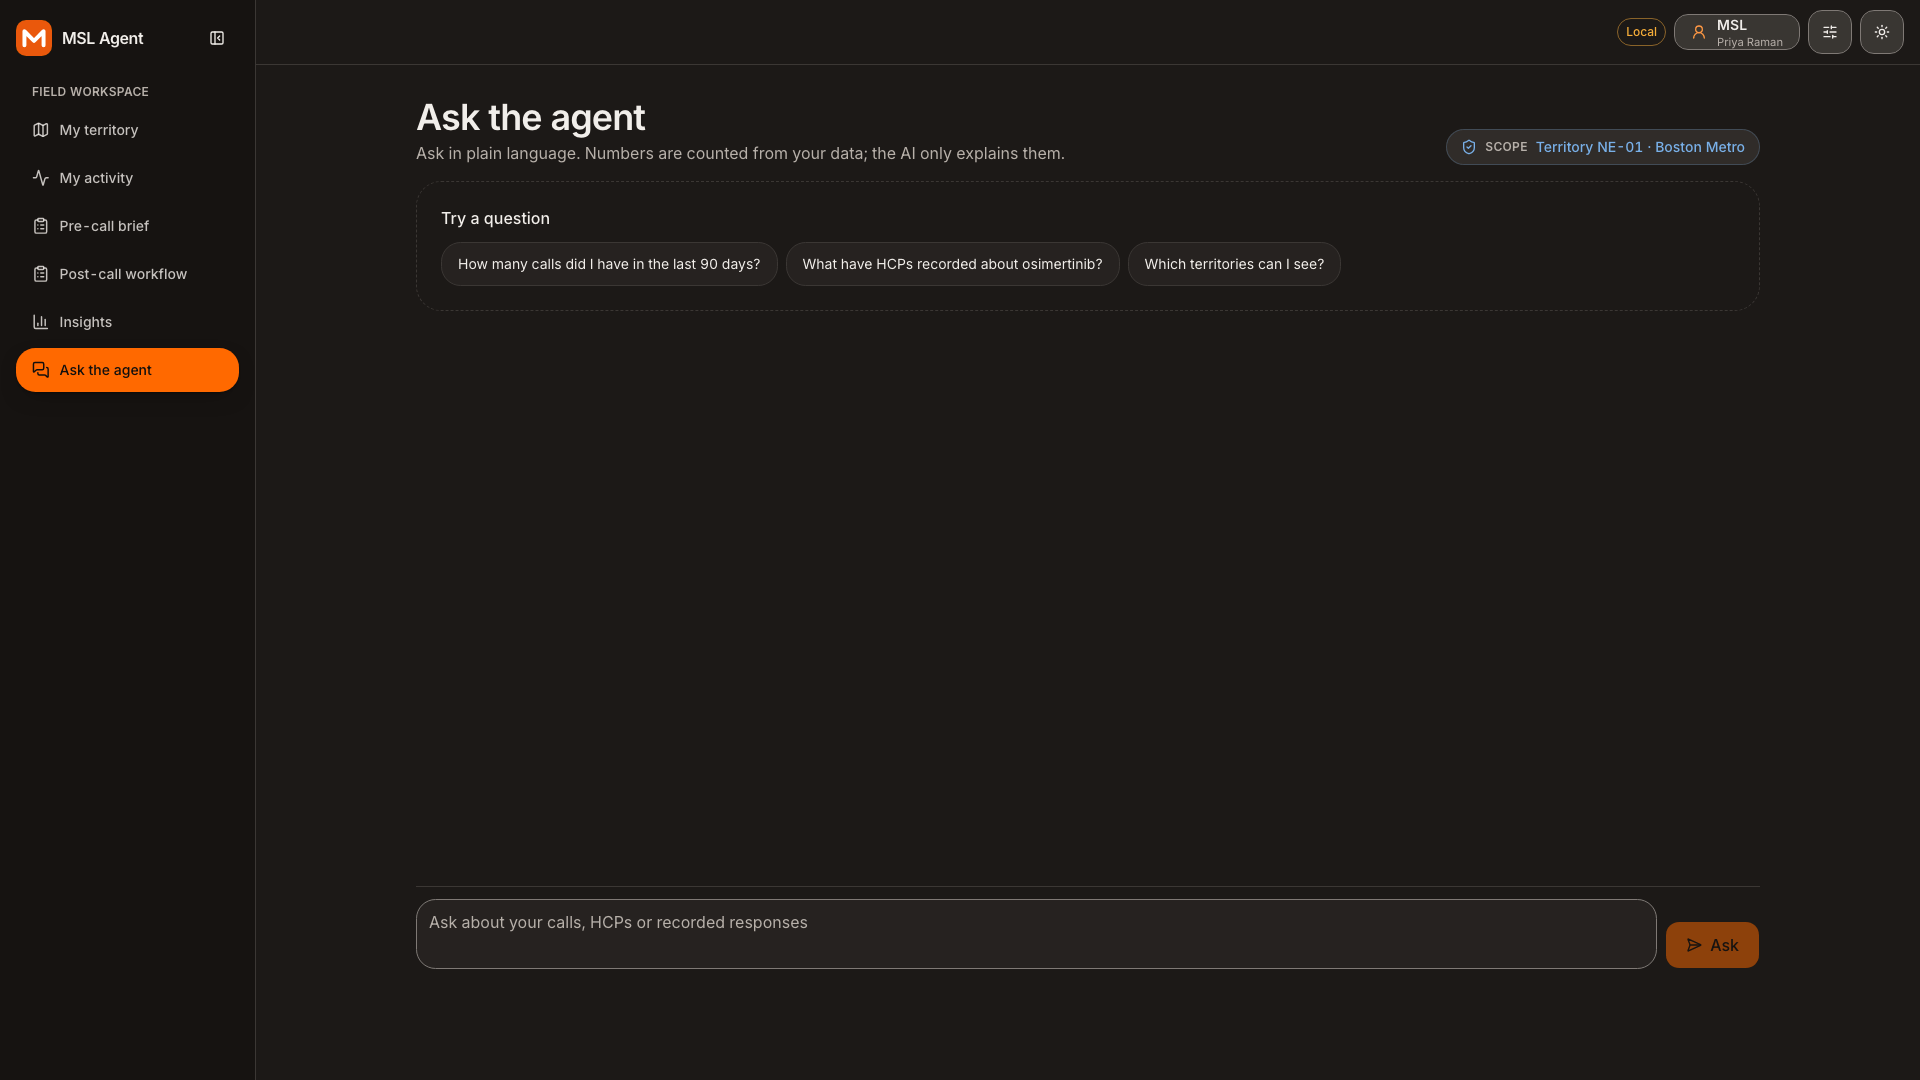 MSL Agent
FIELD WORKSPACE
My territory
My activity
Pre-call brief
Post-call workflow
Insights
Ask the agent
Local
MSL
Priya Raman
Ask the agent
Ask in plain language. Numbers are counted from your data; the AI only explains them.
SCOPE Territory NE-01 · Boston Metro
Try a question
How many calls did I have in the last 90 days?
What have HCPs recorded about osimertinib?
Which territories can I see?
Ask about your calls, HCPs or recorded responses
Ask